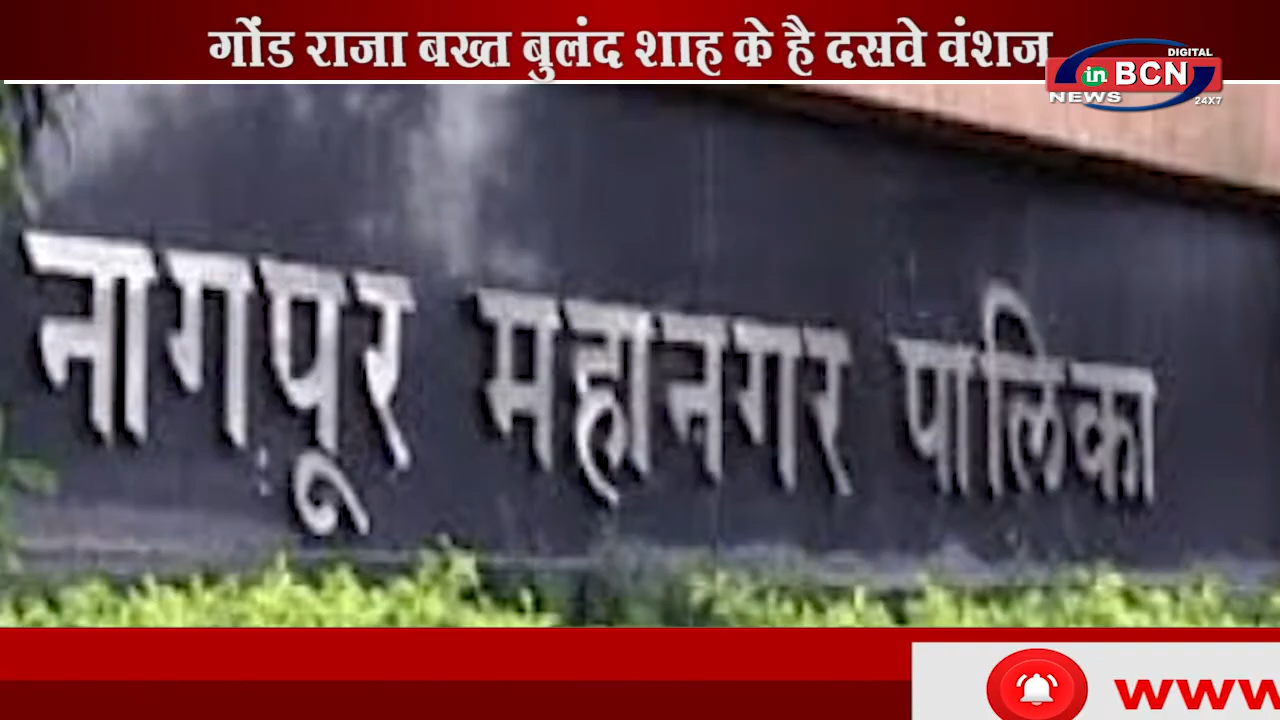 गोंड राजा बख्त बुलंद शाह के है दसवे वंशज
DIGITAL
in BCN
NEWS 24X7
नागपूर महानगर पालिका
www